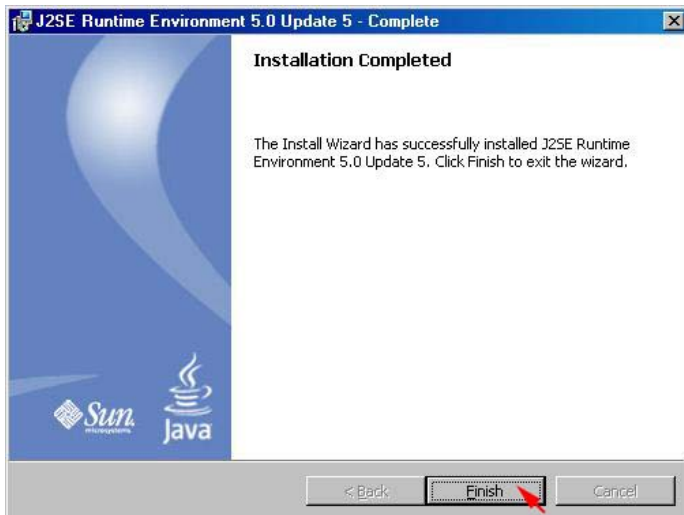 J2SE Runtime Environment 5.0 Update 5 - Complete
Installation Completed
The Install Wizard has successfully installed J2SE Runtime
Environment 5.0 Update 5. Click Finish to exit the wizard.
Sun
microsystems
Java
< Back
Finish
Cancel